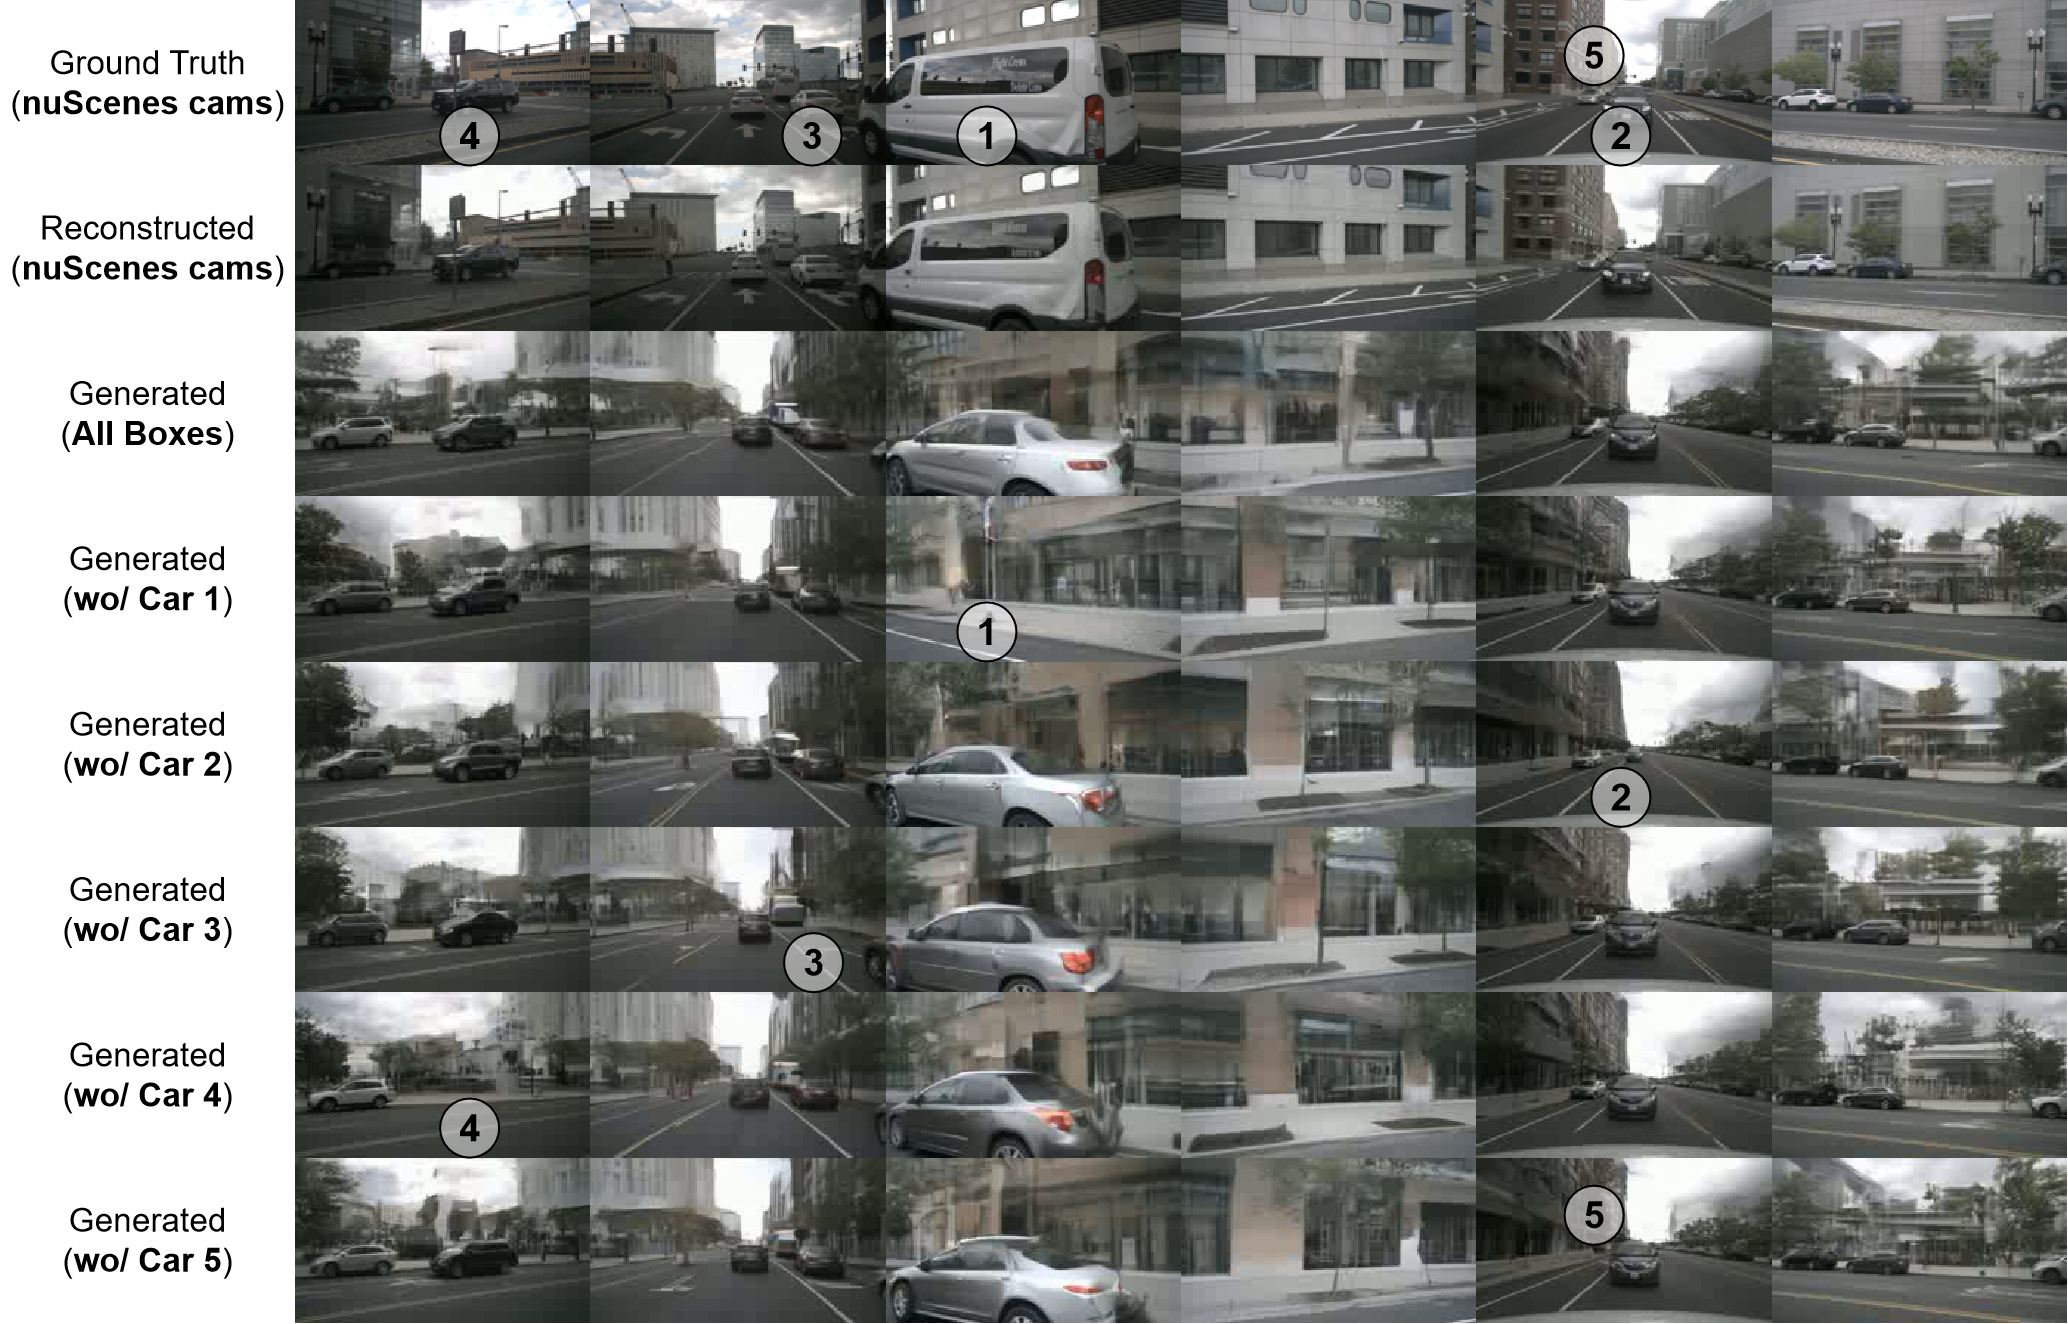 Ground Truth
(nuScenes cams)
4
3
1
5
2
Flight Crews
Reconstructed
(nuScenes cams)
Generated
(All Boxes)
Generated
(wo/ Car 1)
1
Generated
(wo/ Car 2)
2
Generated
(wo/ Car 3)
3
Generated
(wo/ Car 4)
4
Generated
(wo/ Car 5)
5